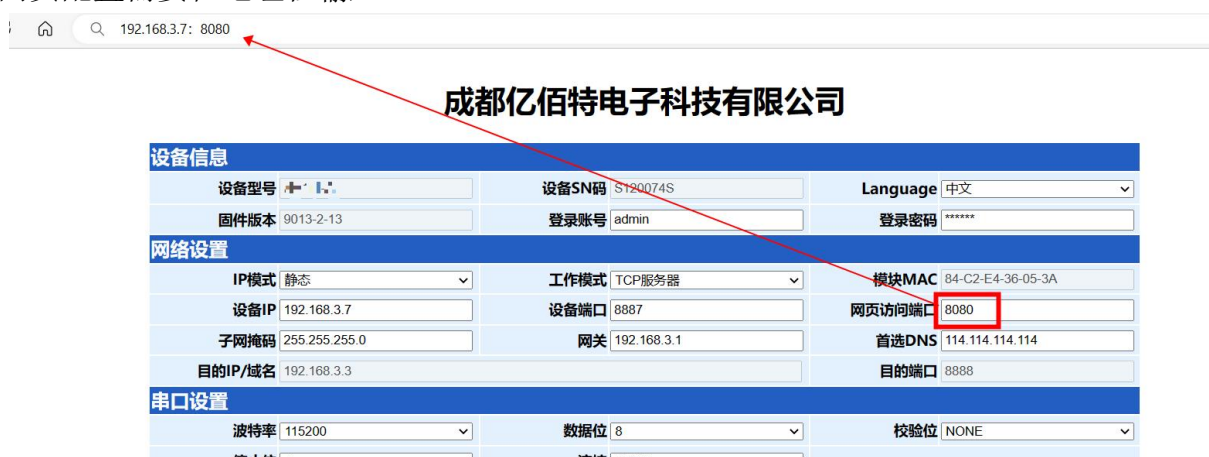 192.168.3.7：8080
成都亿佰特电子科技有限公司
设备信息
设备型号 设备SN码 S120074S Language 中文
固件版本 9013-2-13 登录账号 admin 登录密码 ******
网络设置
IP模式 静态 工作模式 TCP服务器 模块MAC 84-C2-E4-36-05-3A
设备IP 192.168.3.7 设备端口 8887 网页访问端口 8080
子网掩码 255.255.255.0 网关 192.168.3.1 首选DNS 114.114.114.114
目的IP/域名 192.168.3.3 目的端口 8888
串口设置
波特率 115200 数据位 8 校验位 NONE